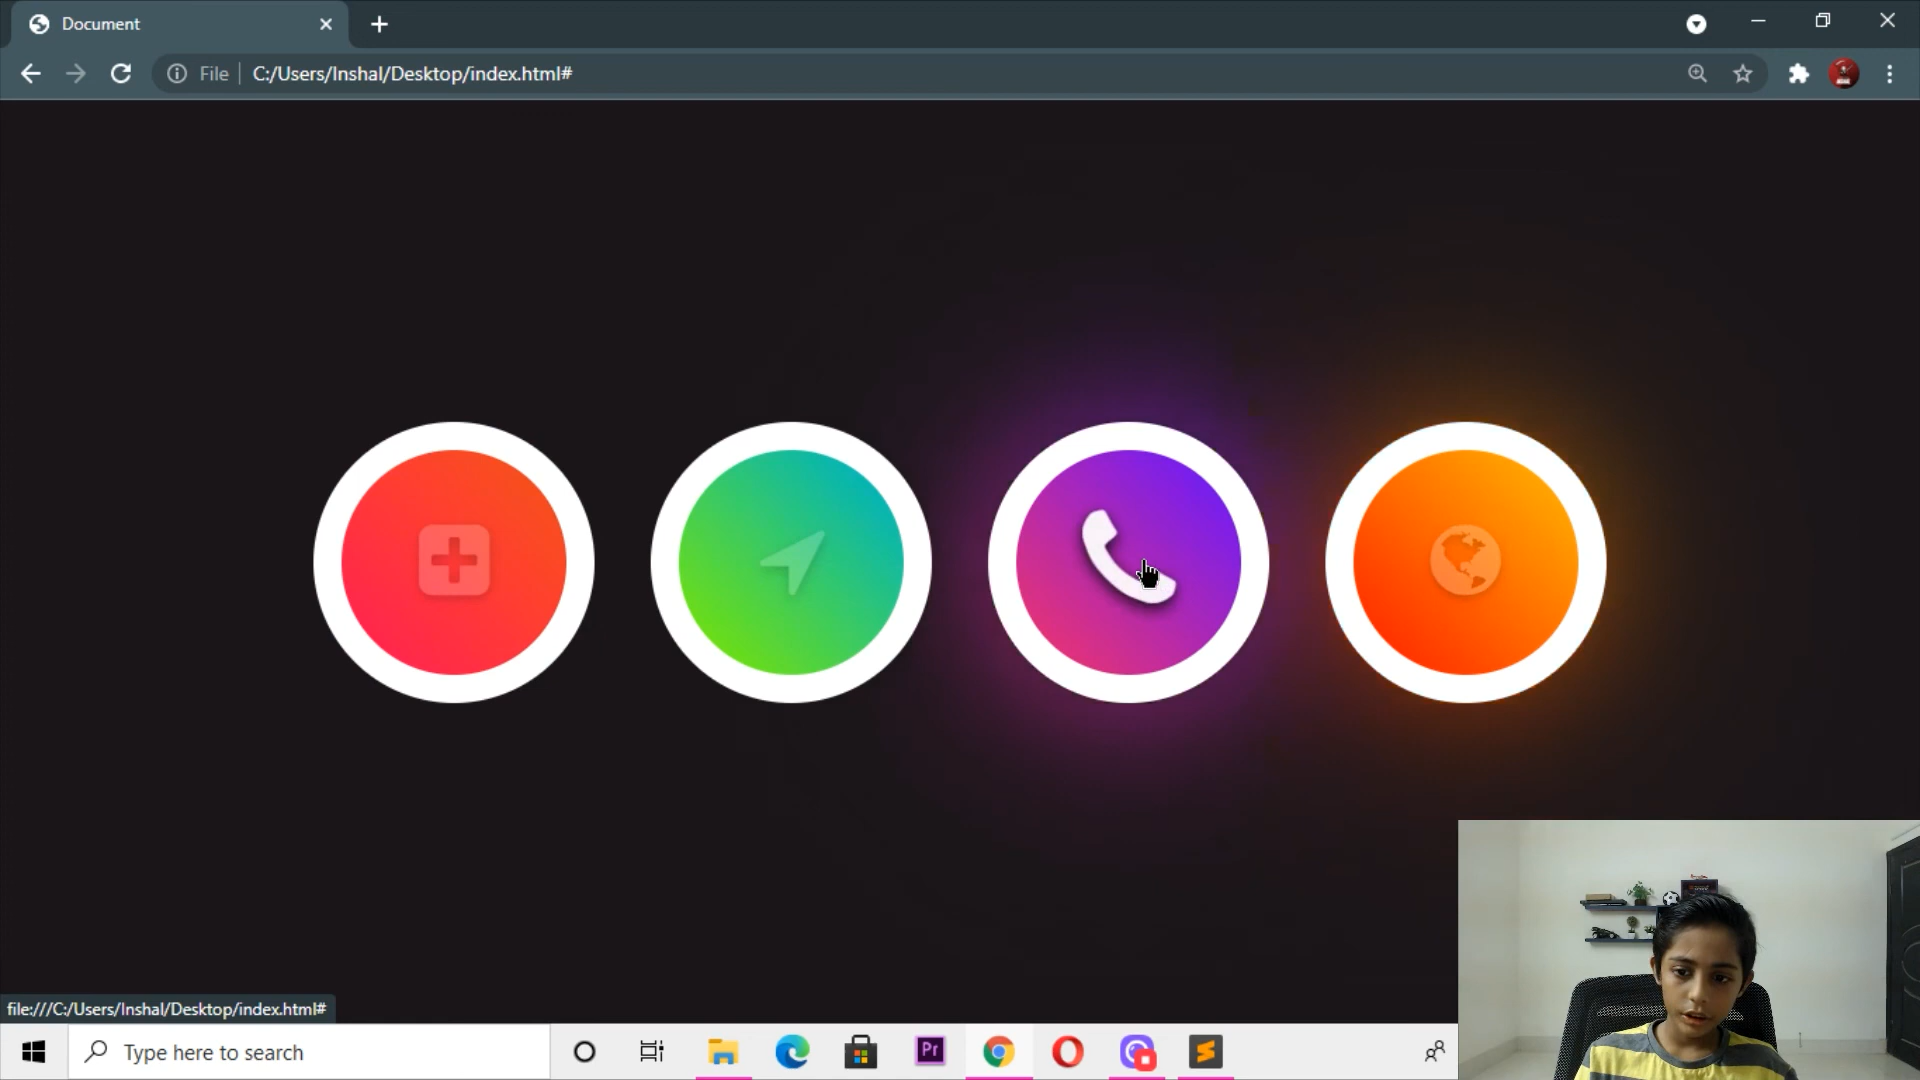 Document
File
C:/Users/Inshal/Desktop/index.html#
file:///C:/Users/Inshal/Desktop/index.html#
Type here to search
Pr